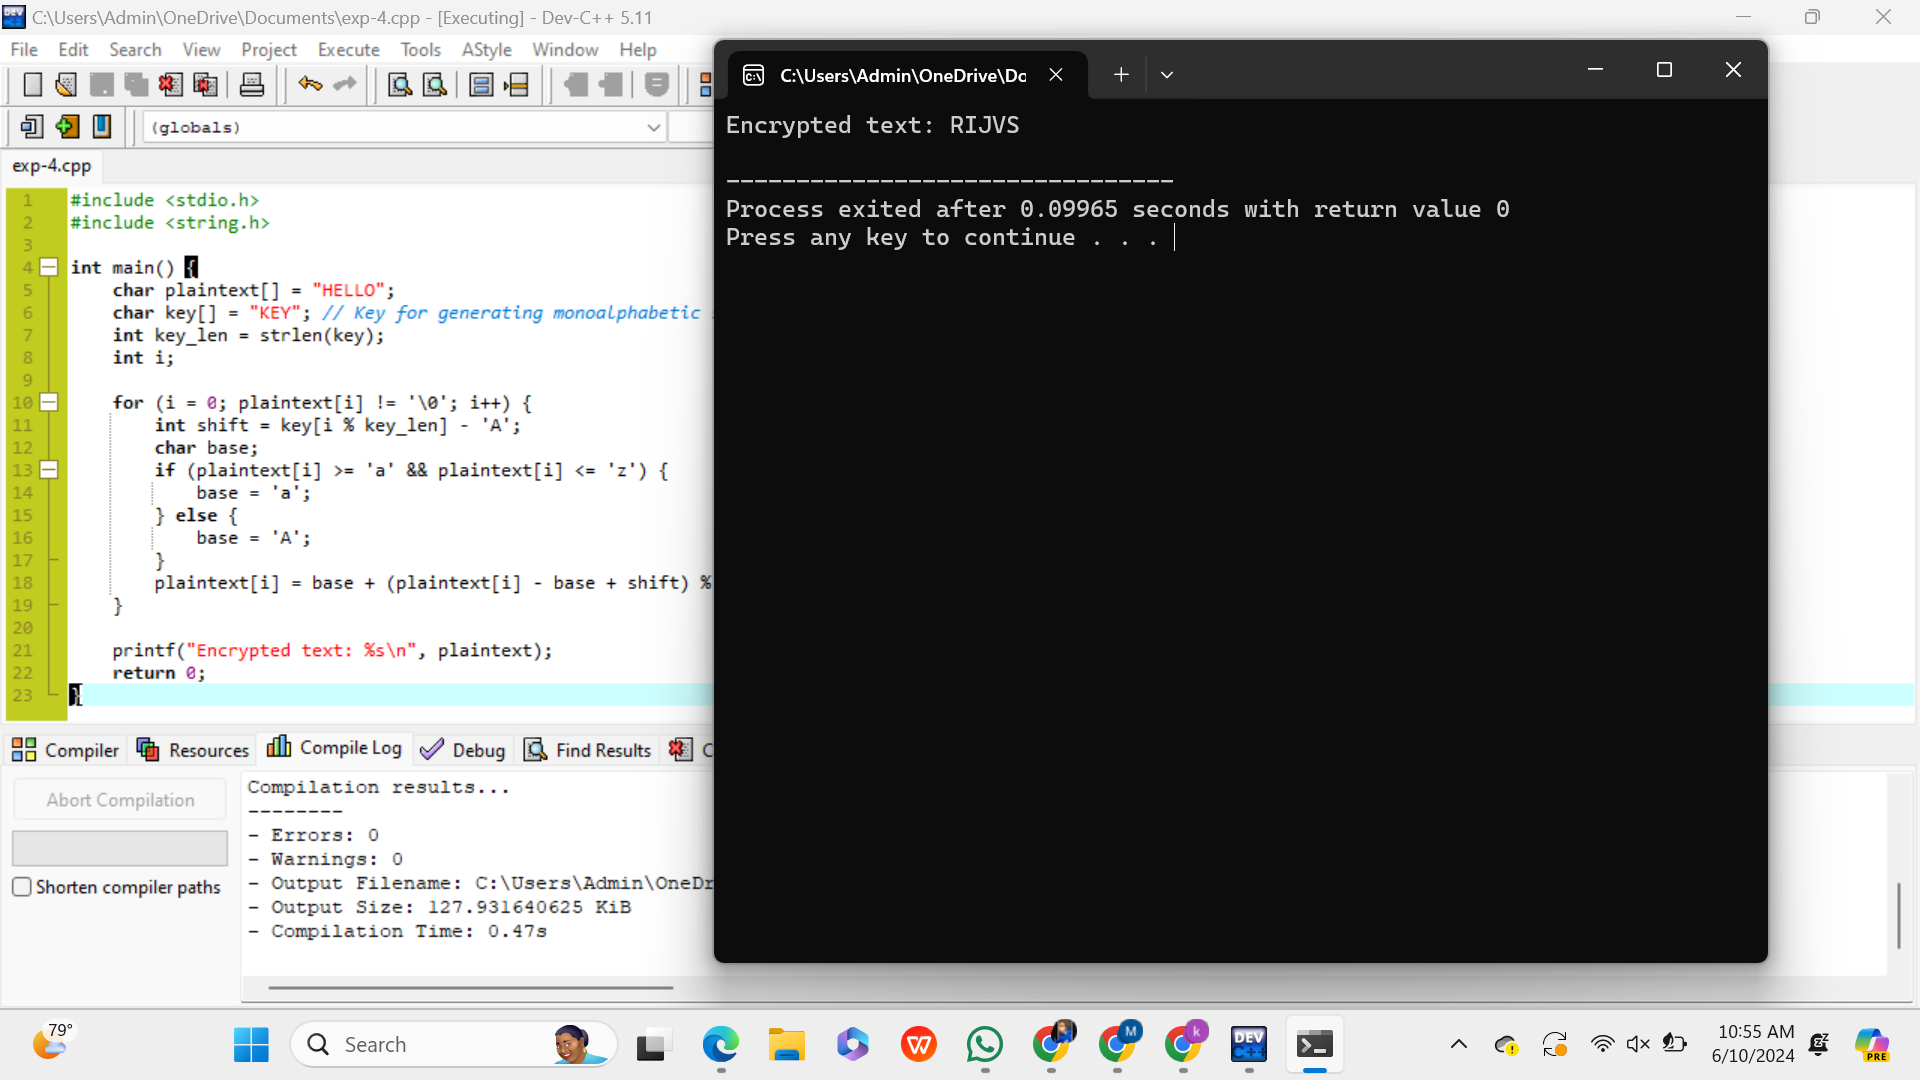 C:\Users\Admin\OneDrive\Documents\exp-4.cpp - [Executing] - Dev-C++ 5.11
File Edit Search View Project Execute Tools AStyle Window Help
(globals)
exp-4.cpp
1 #include <stdio.h>
2 #include <string.h>
3
4 int main() {
5 char plaintext[] = "HELLO";
6 char key[] = "KEY"; // Key for generating monoalphabetic
7 int key_len = strlen(key);
8 int i;
9
10 for (i = 0; plaintext[i] != '\0'; i++) {
11 int shift = key[i % key_len] - 'A';
12 char base;
13 if (plaintext[i] >= 'a' && plaintext[i] <= 'z') {
14 base = 'a';
15 } else {
16 base = 'A';
17 }
18 plaintext[i] = base + (plaintext[i] - base + shift) %
19 }
20
21 printf("Encrypted text: %s\n", plaintext);
22 return 0;
23 }
Compiler Resources Compile Log Debug Find Results C
Abort Compilation
Shorten compiler paths
Compilation results...
--------
- Errors: 0
- Warnings: 0
- Output Filename: C:\Users\Admin\OneDr
- Output Size: 127.931640625 KiB
- Compilation Time: 0.47s
C:\Users\Admin\OneDrive\Dc
Encrypted text: RIJVS
--------------------------------
Process exited after 0.09965 seconds with return value 0
Press any key to continue . . .
79°
Search
M
k
DEV
C++
10:55 AM
6/10/2024
PRE